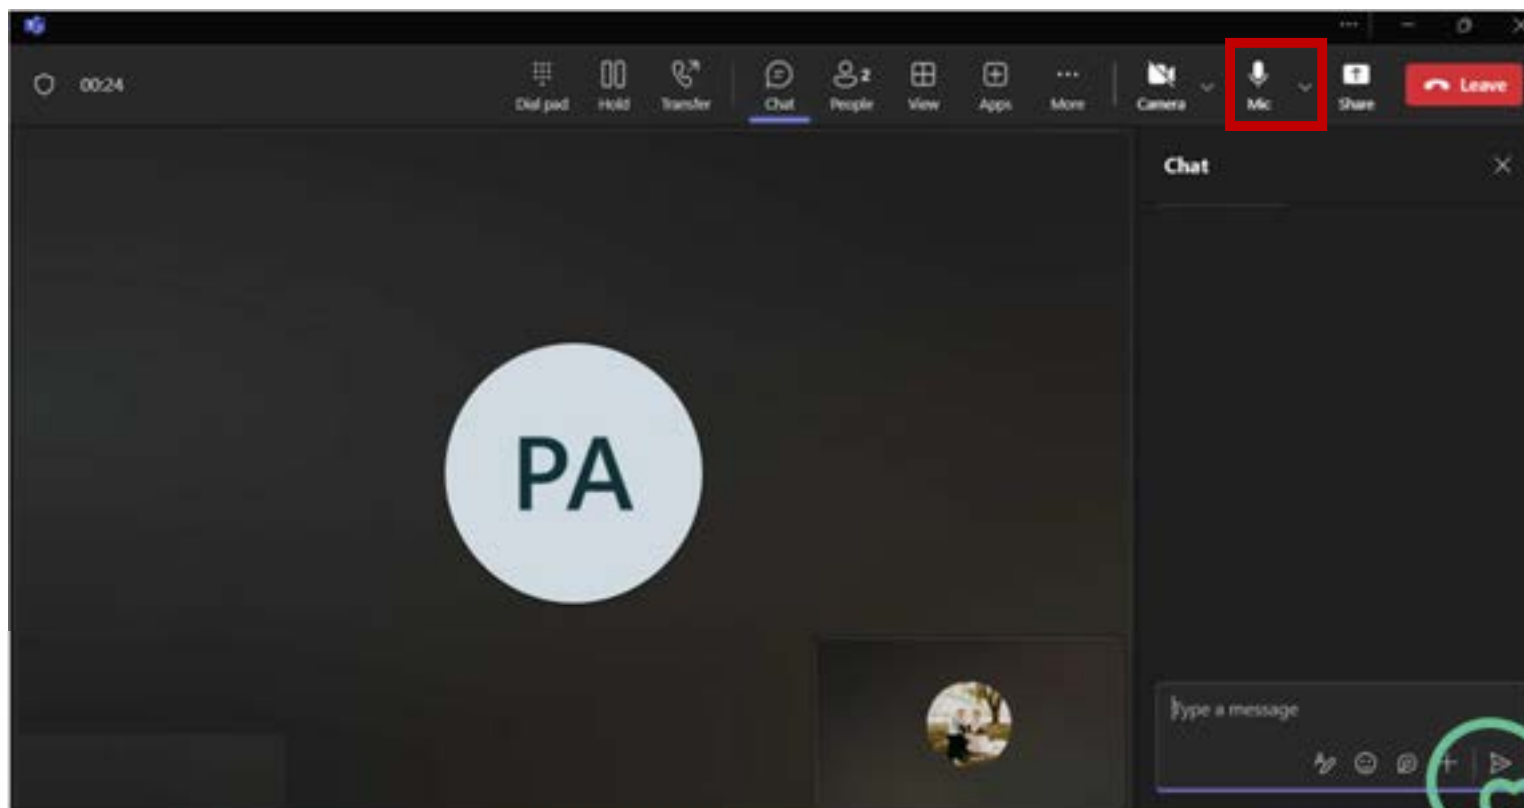 00:24
Dial pad Hold Transfer Chat People 2 View Apps More Camera Mic Share Leave
Chat
PA
Type a message